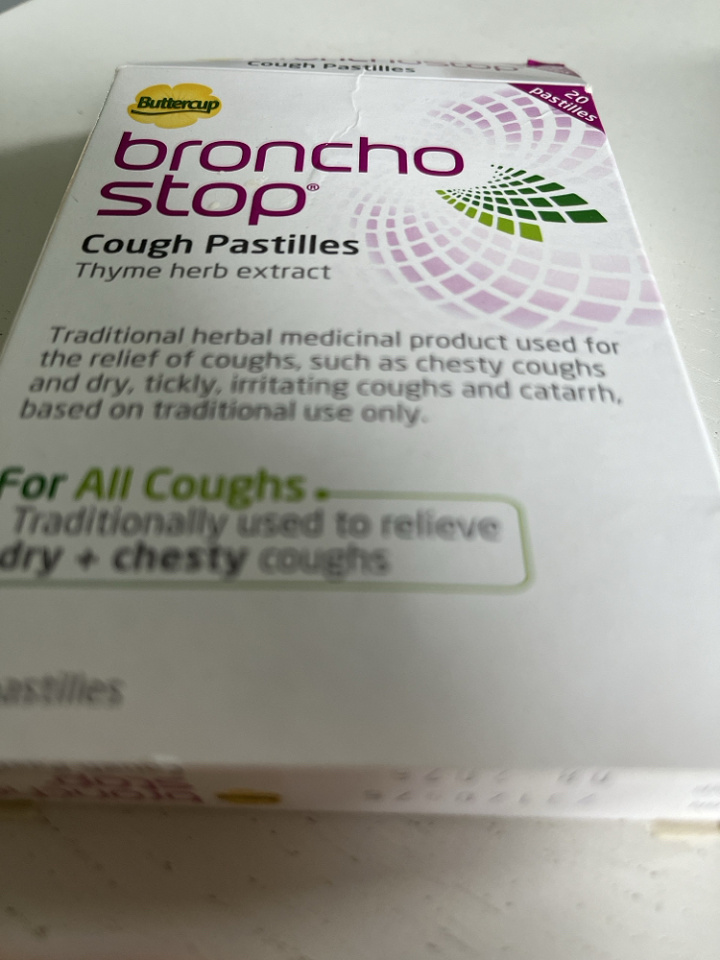 Cough Pastilles
Buttercup
20
pastilles
broncho
stop®
Cough Pastilles
Thyme herb extract
Traditional herbal medicinal product used for
the relief of coughs, such as chesty coughs
and dry, tickly, irritating coughs and catarrh,
based on traditional use only.
For All Coughs
Traditionally used to relieve
dry + chesty coughs
pastilles